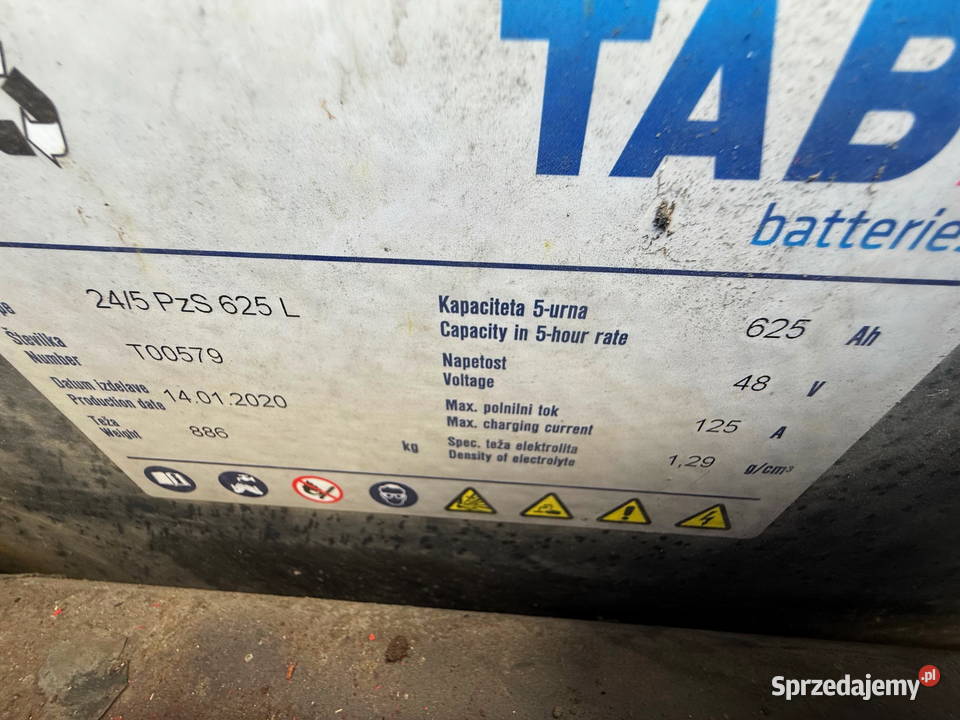 TAB
batteries
24/5 PzS 625 L
Številka
Number T00579
Datum izdelave
Production date 14.01.2020
Teža
Weight 886 kg
Kapaciteta 5-urna
Capacity in 5-hour rate 625 Ah
Napetost
Voltage 48 V
Max. polnilni tok
Max. charging current 125 A
Spec. teža elektrolita
Density of electrolyte 1,29 g/cm³
Sprzedajemy.pl